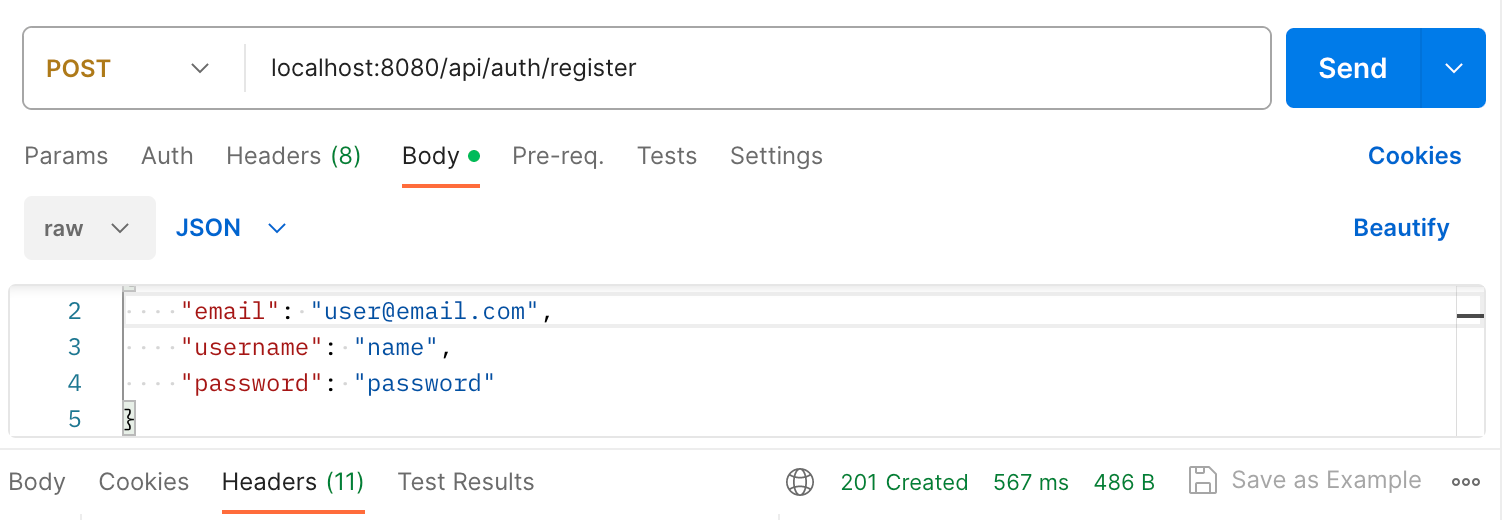 POST localhost:8080/api/auth/register Send
Params Auth Headers (8) Body Pre-req. Tests Settings Cookies
raw JSON Beautify
2 "email": "user@email.com",
3 "username": "name",
4 "password": "password"
5 }
Body Cookies Headers (11) Test Results 201 Created 567 ms 486 B Save as Example